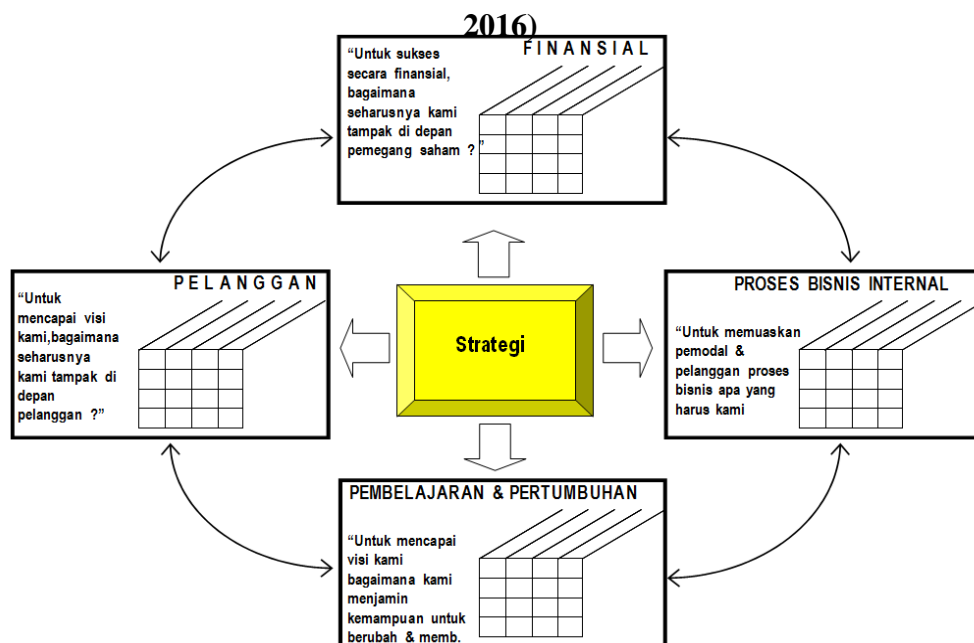 2016)
F I N A N S I A L
“Untuk sukses
secara finansial,
bagaimana
seharusnya kami
tampak di depan
pemegang saham ?”
P E L A N G G A N
“Untuk
mencapai visi
kami,bagaimana
seharusnya
kami tampak di
depan
pelanggan ?”
Strategi
PROSES BISNIS INTERNAL
“Untuk memuaskan
pemodal &
pelanggan proses
bisnis apa yang
harus kami
PEMBELAJARAN & PERTUMBUHAN
“Untuk mencapai
visi kami
bagaimana kami
menjamin
kemampuan untuk
berubah & memb.